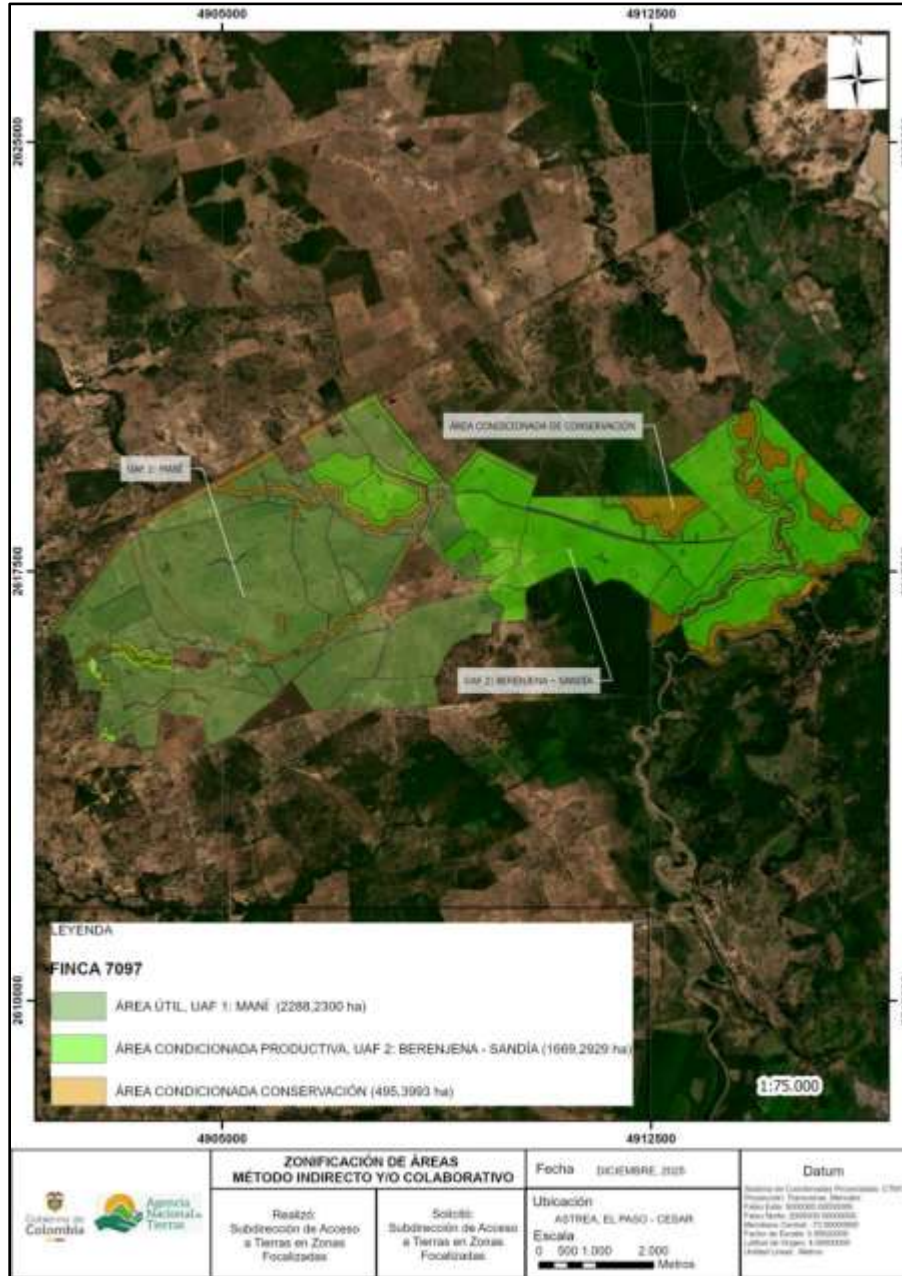 4905000
4912500
N
2625000
ÁREA CONDICIONADA DE CONSERVACIÓN
UAF 1: MANÍ
2617500
UAF 2: BERENJENA - SANDÍA
LEYENDA
FINCA 7097
ÁREA ÚTIL, UAF 1: MANÍ (2288,2300 ha)
ÁREA CONDICIONADA PRODUCTIVA, UAF 2: BERENJENA - SANDÍA (1669,2929 ha)
ÁREA CONDICIONADA CONSERVACIÓN (495,3993 ha)
2610000
1:75.000
4905000
4912500
Gobierno de
Colombia
Agencia
Nacional de
Tierras
ZONIFICACIÓN DE ÁREAS
MÉTODO INDIRECTO Y/O COLABORATIVO
Realizó:
Subdirección de Acceso
a Tierras en Zonas
Focalizadas
Solicitó:
Subdirección de Acceso
a Tierras en Zonas
Focalizadas
Fecha DICIEMBRE, 2025
Ubicación
ASTREA, EL PASO - CESAR
Escala
0 500 1.000 2.000
Metros
Datum